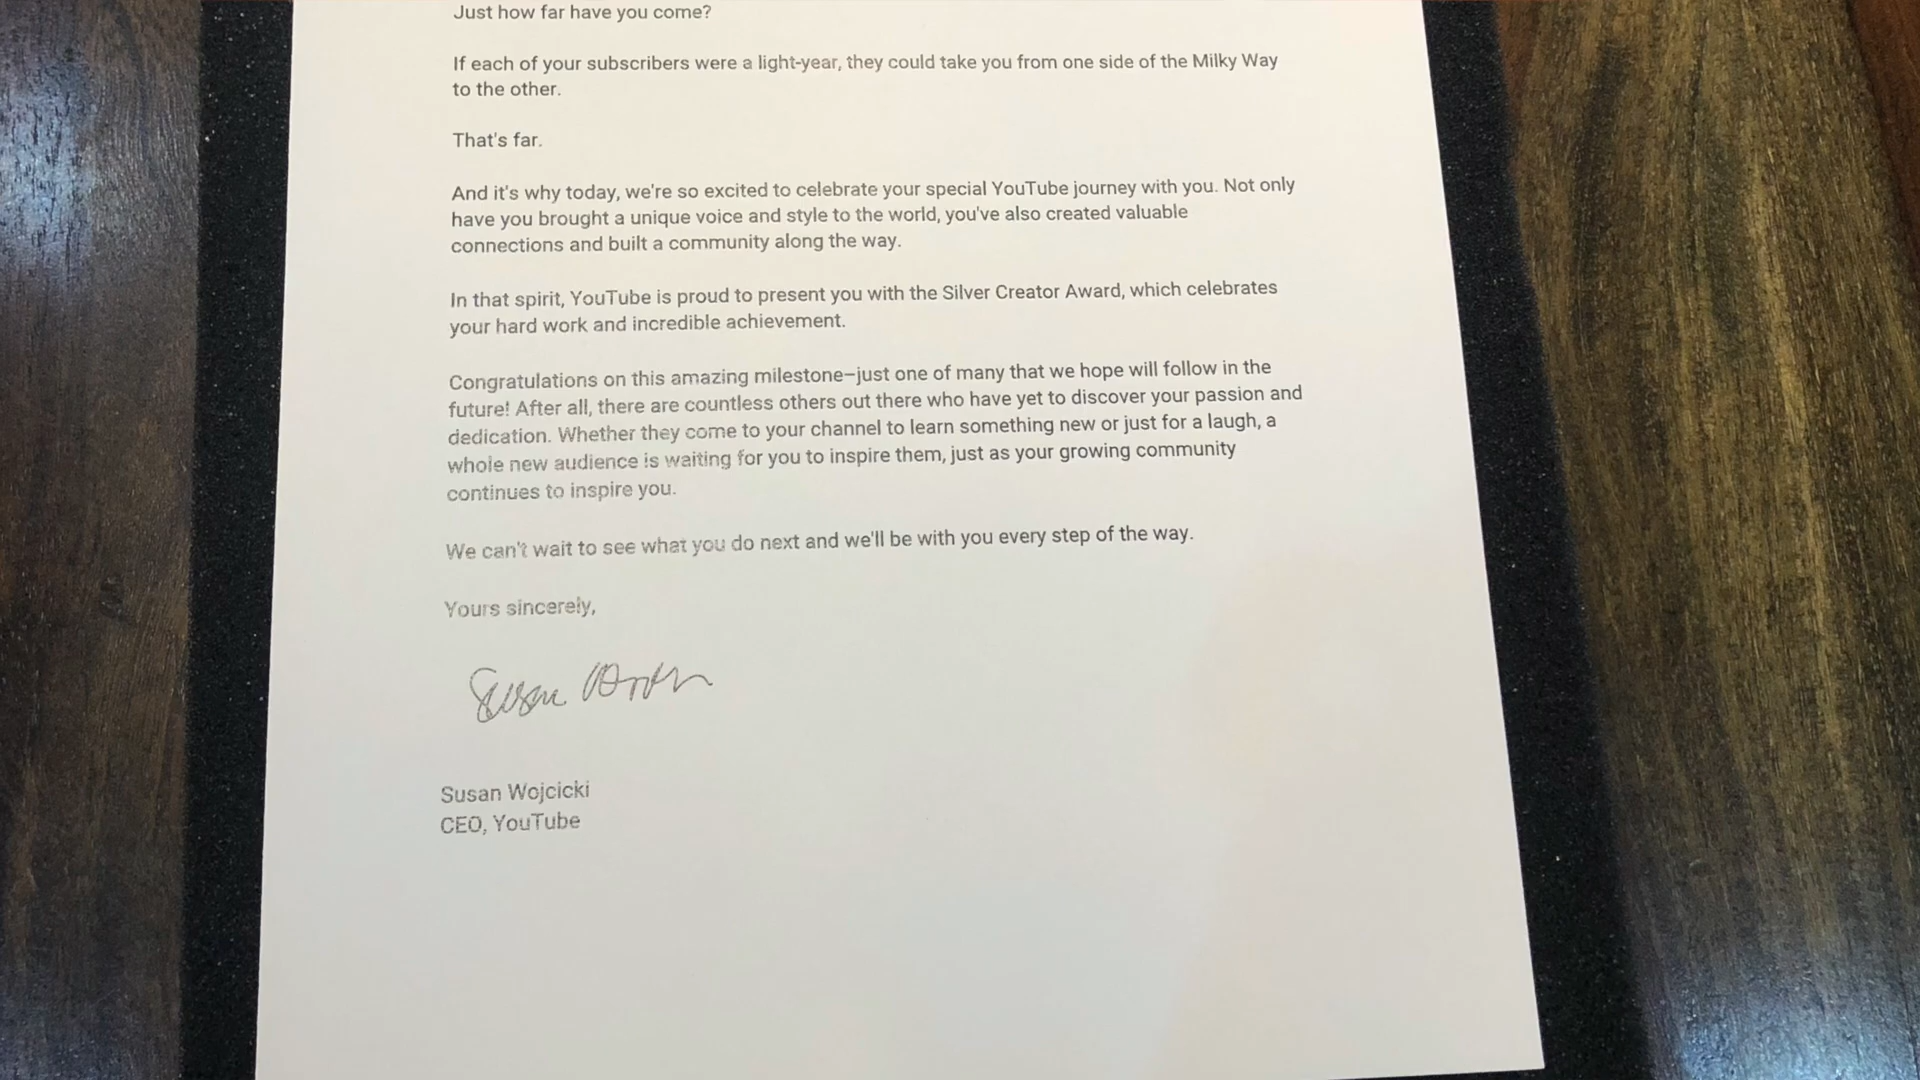 Just how far have you come?
If each of your subscribers were a light-year, they could take you from one side of the Milky Way
to the other.
That's far.
And it's why today, we're so excited to celebrate your special YouTube journey with you. Not only
have you brought a unique voice and style to the world, you've also created valuable
connections and built a community along the way.
In that spirit, YouTube is proud to present you with the Silver Creator Award, which celebrates
your hard work and incredible achievement.
Congratulations on this amazing milestone–just one of many that we hope will follow in the
future! After all, there are countless others out there who have yet to discover your passion and
dedication. Whether they come to your channel to learn something new or just for a laugh, a
whole new audience is waiting for you to inspire them, just as your growing community
continues to inspire you.
We can't wait to see what you do next and we'll be with you every step of the way.
Yours sincerely,
Susan
Susan Wojcicki
CEO, YouTube